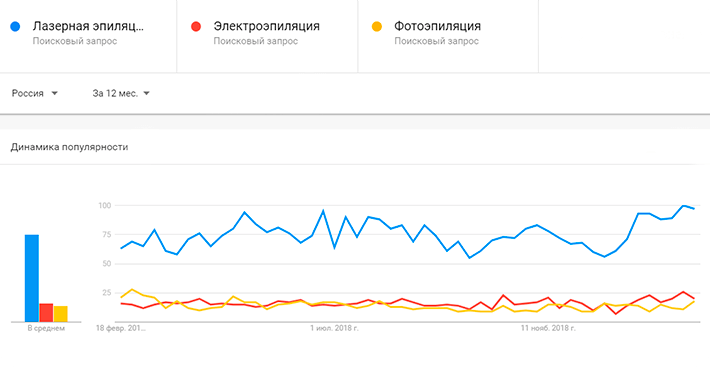 Лазерная эпиляц...
Поисковый запрос
Электроэпиляция
Поисковый запрос
Фотоэпиляция
Поисковый запрос
Россия
За 12 мес.
Динамика популярности
100
75
50
25
В среднем
18 февр. 201...
1 июл. 2018 г.
11 нояб. 2018 г.